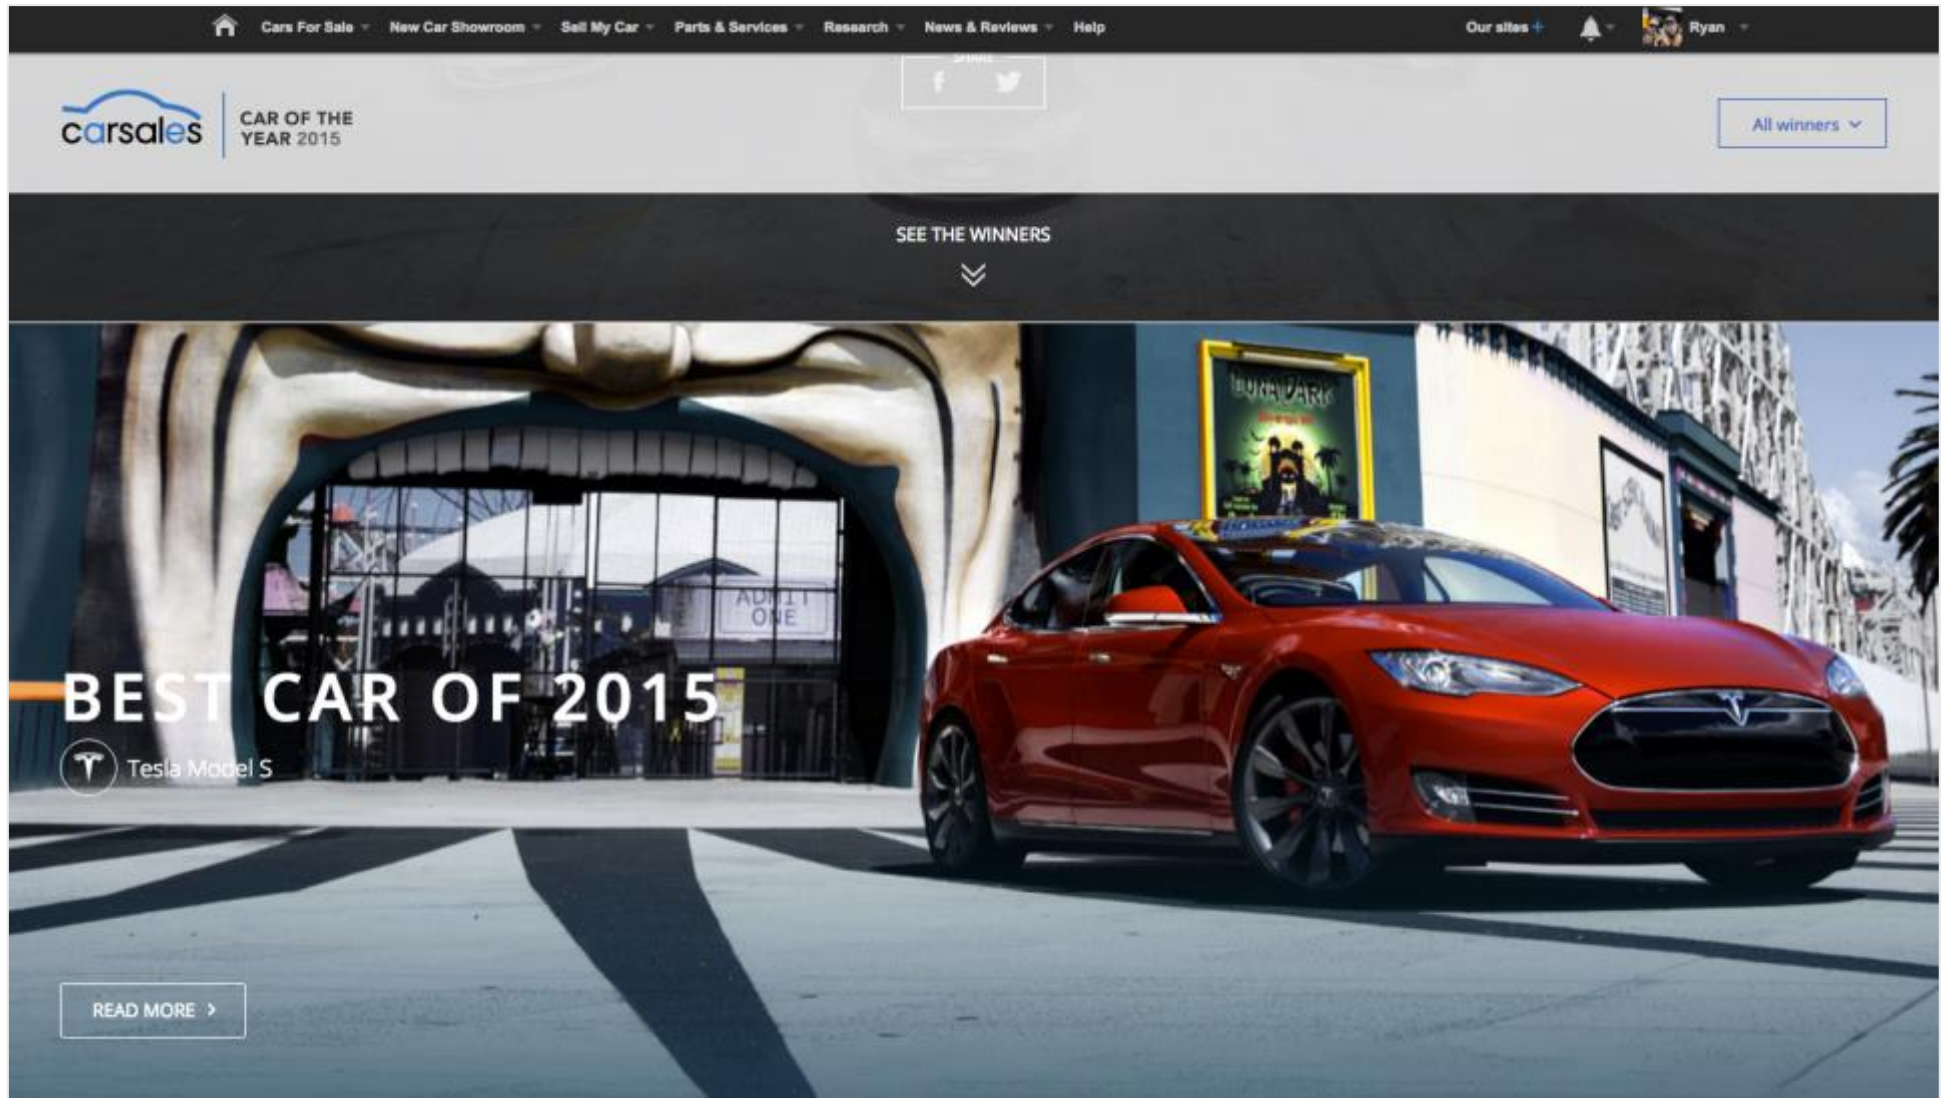 Cars For Sale New Car Showroom Sell My Car Parts & Services Research News & Reviews Help Our sites + Ryan
SHARE
carsales CAR OF THE
YEAR 2015
All winners
SEE THE WINNERS
LUNA PARK
ADMIT
ONE
BEST CAR OF 2015
Tesla Model S
READ MORE